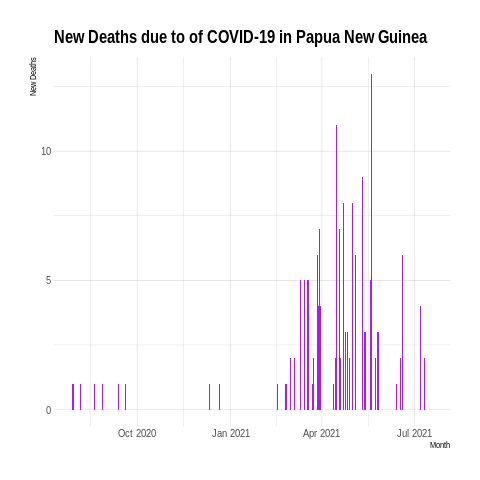 New Deaths due to of COVID-19 in Papua New Guinea
New Deaths
10
5
0
Oct 2020
Jan 2021
Apr 2021
Jul 2021
Month